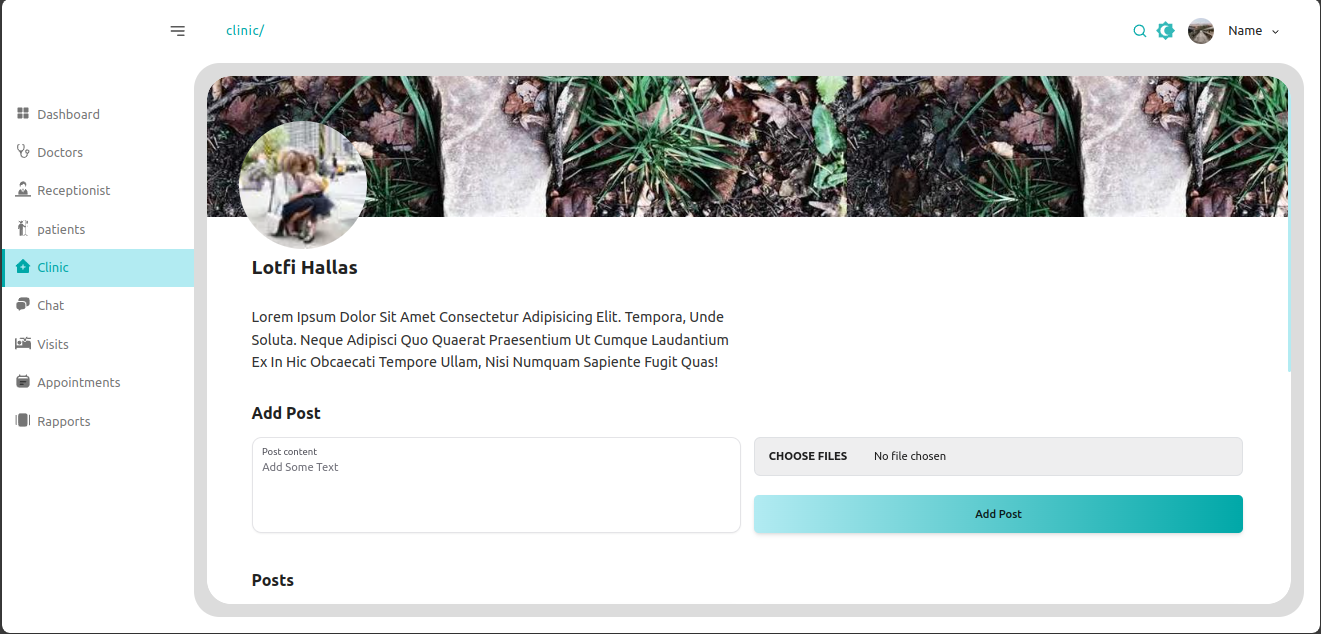 clinic/
Name
Dashboard
Doctors
Receptionist
patients
Clinic
Chat
Visits
Appointments
Rapports
Lotfi Hallas
Lorem Ipsum Dolor Sit Amet Consectetur Adipisicing Elit. Tempora, Unde
Soluta. Neque Adipisci Quo Quaerat Praesentium Ut Cumque Laudantium
Ex In Hic Obcaecati Tempore Ullam, Nisi Numquam Sapiente Fugit Quas!
Add Post
Post content
Add Some Text
CHOOSE FILES No file chosen
Add Post
Posts